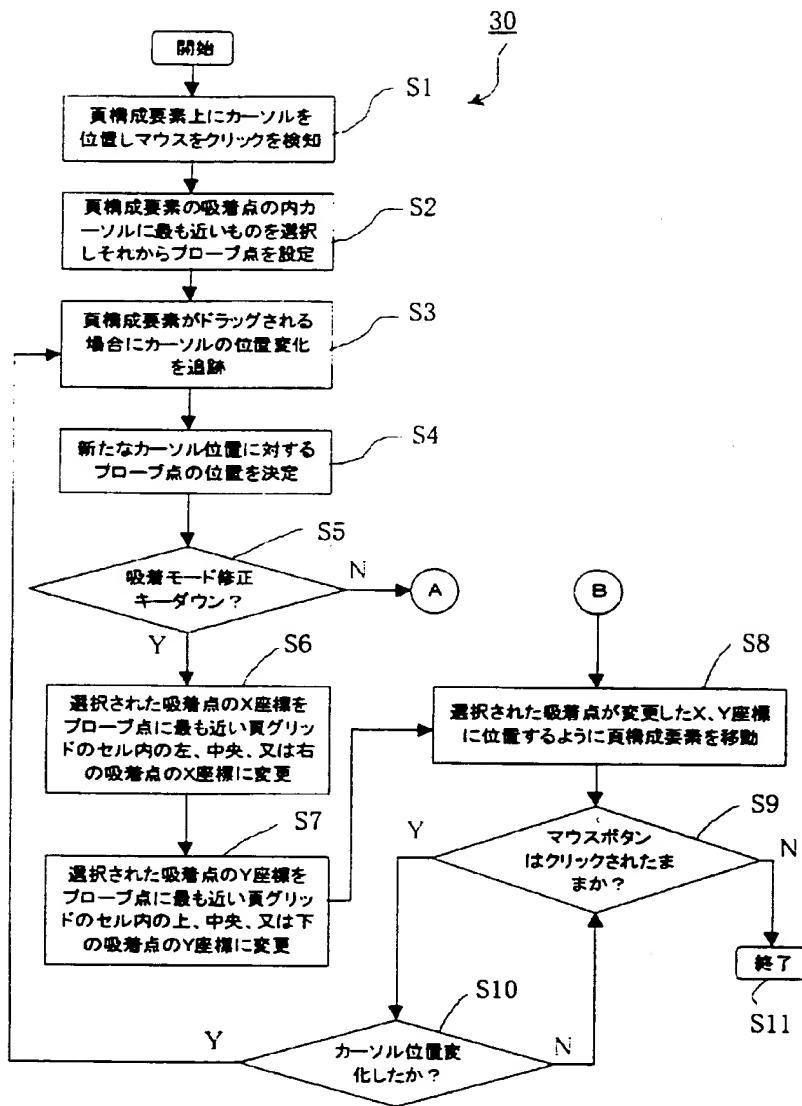 30
開始
S1
頁構成要素上にカーソルを
位置しマウスをクリックを検知
S2
頁構成要素の吸着点の内カ
ーソルに最も近いものを選択
しそれからプローブ点を設定
S3
頁構成要素がドラッグされる
場合にカーソルの位置変化
を追跡
S4
新たなカーソル位置に対する
プローブ点の位置を決定
S5
吸着モード修正
キーダウン?
N
A
Y
S6
選択された吸着点のX座標を
プローブ点に最も近い頁グリッ
ドのセル内の左、中央、又は右
の吸着点のX座標に変更
S7
選択された吸着点のY座標を
プローブ点に最も近い頁グリッ
ドのセル内の上、中央、又は下
の吸着点のY座標に変更
B
S8
選択された吸着点が変更したX、Y座標
に位置するように頁構成要素を移動
S9
マウスボタン
はクリックされたま
まか?
Y
N
終了
S11
S10
カーソル位置変
化したか?
Y
N